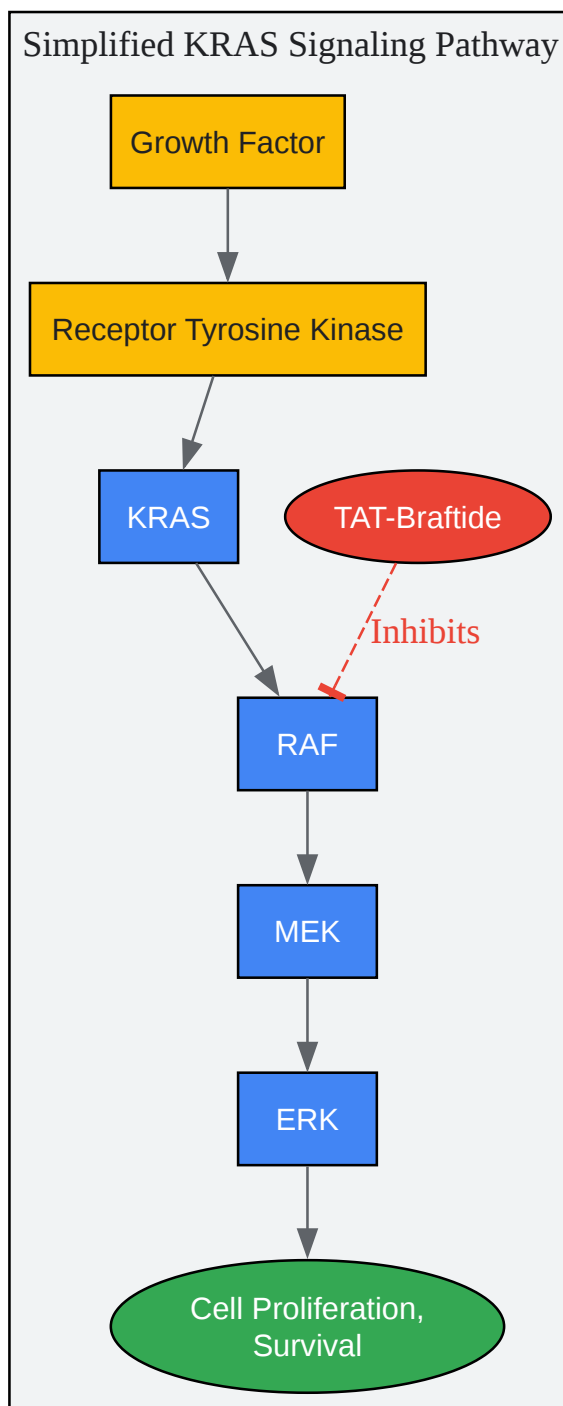 Simplified KRAS Signaling Pathway
Growth Factor
Receptor Tyrosine Kinase
KRAS
TAT-Braftide
Inhibits
RAF
MEK
ERK
Cell Proliferation,
Survival